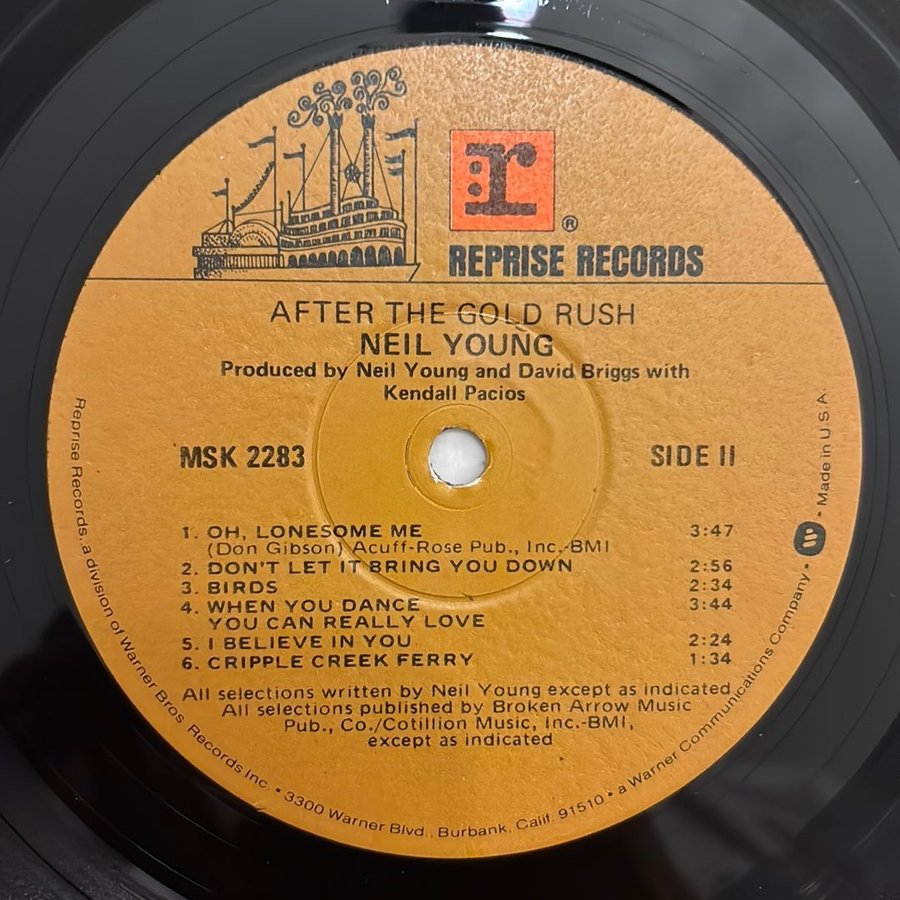 r
®
REPRISE RECORDS
AFTER THE GOLD RUSH
NEIL YOUNG
Produced by Neil Young and David Briggs with
Kendall Pacios
MSK 2283 SIDE II
1. OH, LONESOME ME 3:47
(Don Gibson) Acuff-Rose Pub., Inc.-BMI
2. DON'T LET IT BRING YOU DOWN 2:56
3. BIRDS 2:34
4. WHEN YOU DANCE 3:44
YOU CAN REALLY LOVE
5. I BELIEVE IN YOU 2:24
6. CRIPPLE CREEK FERRY 1:34
All selections written by Neil Young except as indicated
All selections published by Broken Arrow Music
Pub., Co./Cotillion Music, Inc.-BMI,
except as indicated
Reprise Records, a division of Warner Bros. Records Inc. • 3300 Warner Blvd., Burbank, Calif. 91510 • a Warner Communications Company • Made in U.S.A.